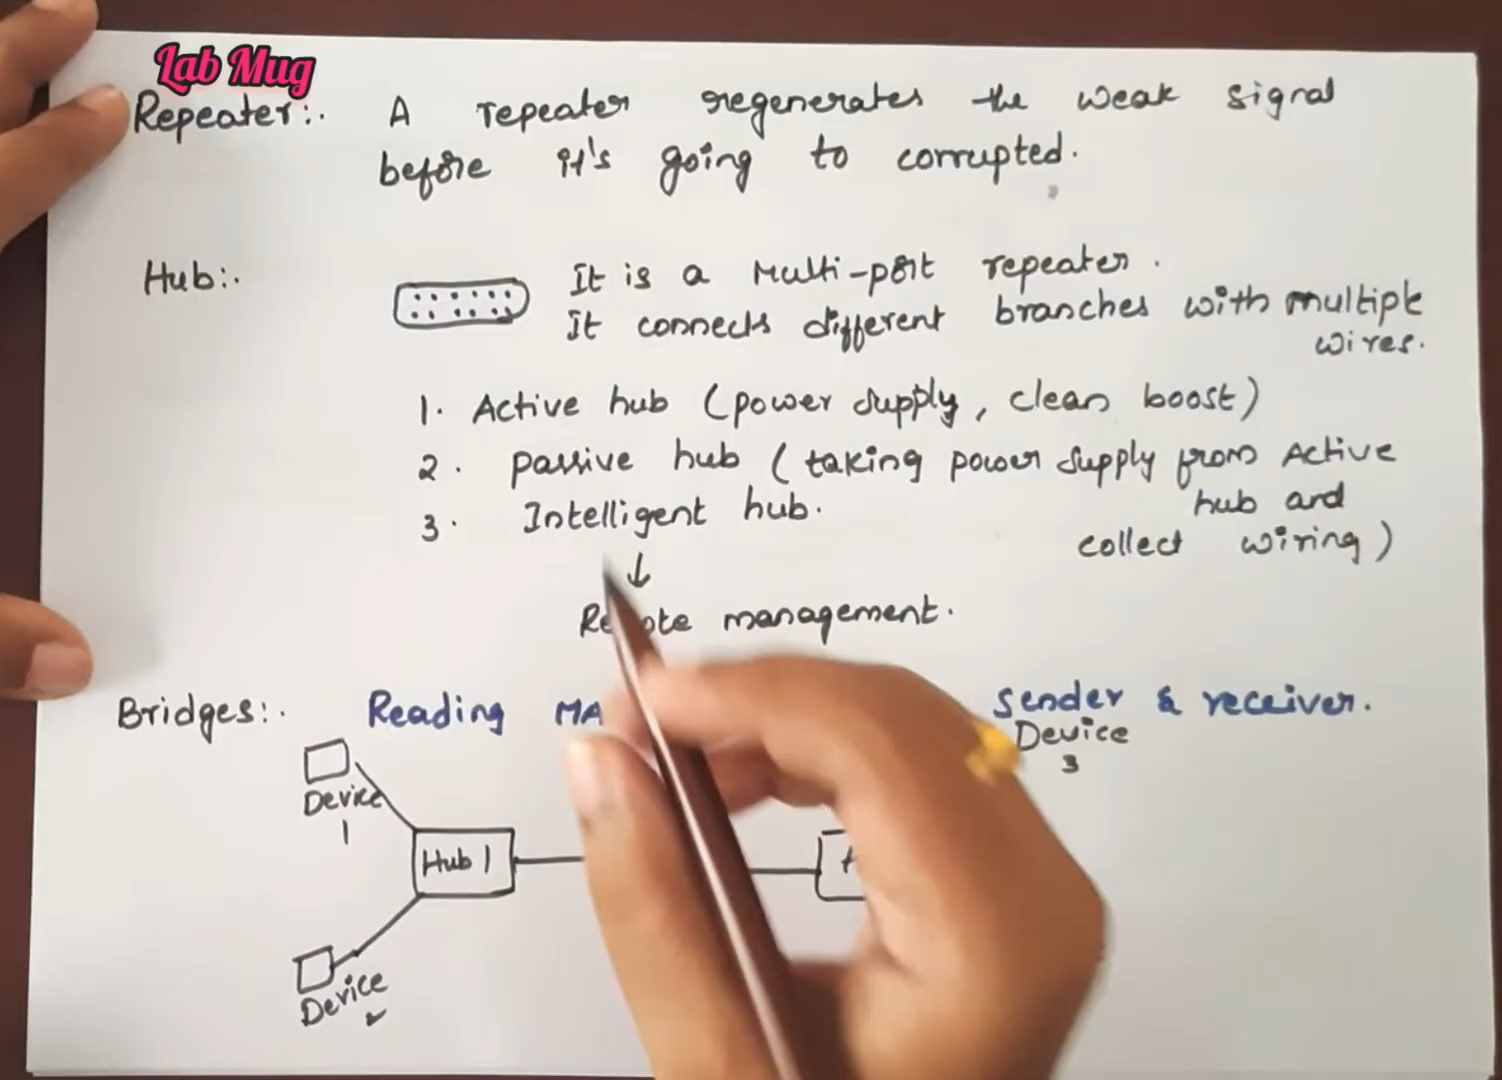 Lab Mug
Repeater:. A repeater regenerates the weak signal
before it's going to corrupted.
Hub:. It is a Multi-port repeater.
It connects different branches with multiple
wires.
1. Active hub (power supply, clean boost)
2. passive hub (taking power supply from Active
hub and
collect wiring)
3. Intelligent hub.
↓
management.
Bridges:. Reading sender & receiver.
Device
3
Device
1
Hub 1
Device
2